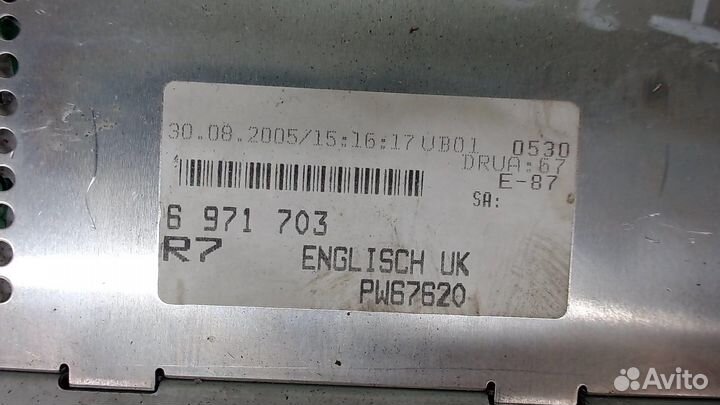 30.08.2005/15:16:17 UB01 0530
DRUA:67
E-87
SA:
6 971 703
R7 ENGLISCH UK
PW67620
Avito